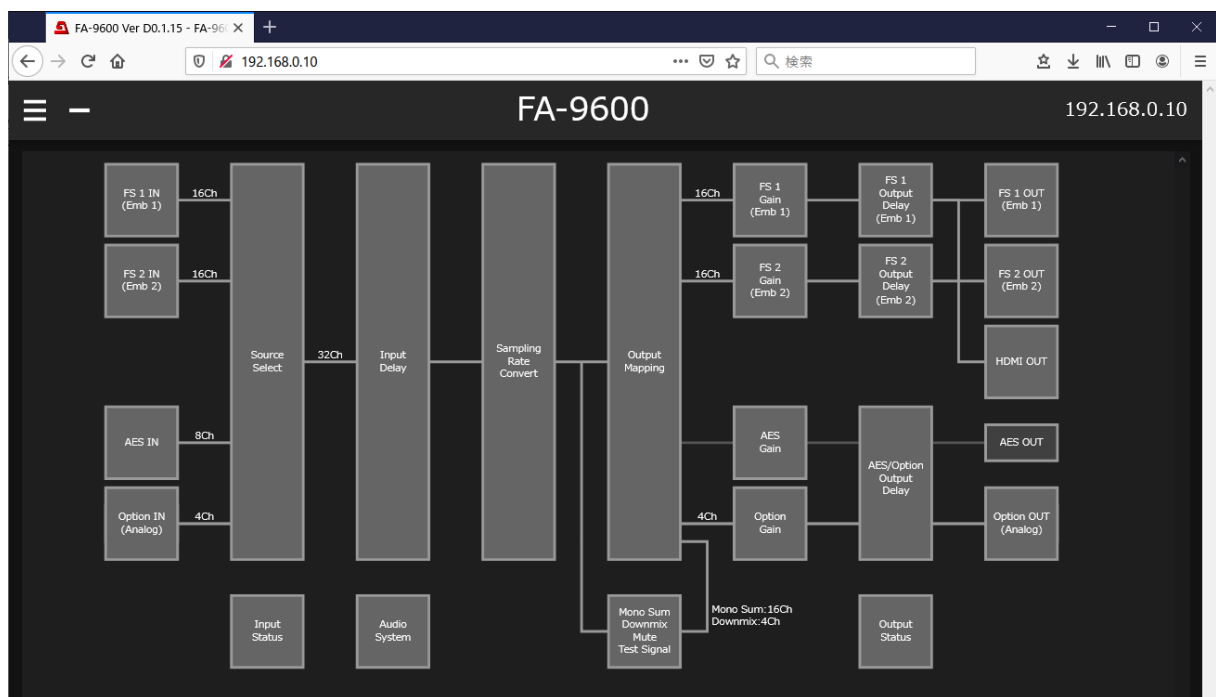 FA-9600 Ver D0.1.15 - FA-96
192.168.0.10
検索
FA-9600
192.168.0.10
FS 1 IN
(Emb 1)
16Ch
FS 2 IN
(Emb 2)
16Ch
AES IN
8Ch
Option IN
(Analog)
4Ch
Source
Select
32Ch
Input
Delay
Sampling
Rate
Convert
Output
Mapping
16Ch
FS 1
Gain
(Emb 1)
FS 1
Output
Delay
(Emb 1)
FS 1 OUT
(Emb 1)
16Ch
FS 2
Gain
(Emb 2)
FS 2
Output
Delay
(Emb 2)
FS 2 OUT
(Emb 2)
HDMI OUT
AES
Gain
AES/Option
Output
Delay
AES OUT
4Ch
Option
Gain
Option OUT
(Analog)
Input
Status
Audio
System
Mono Sum
Downmix
Mute
Test Signal
Mono Sum:16Ch
Downmix:4Ch
Output
Status